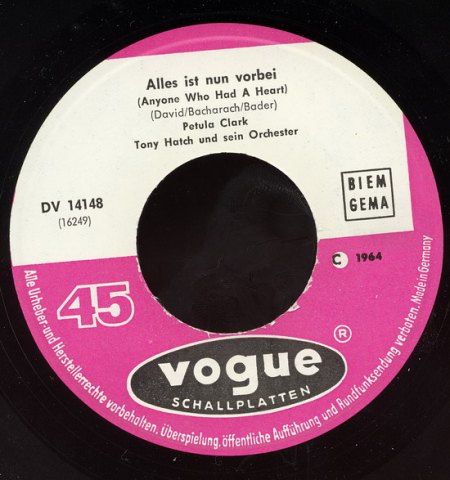 Alles ist nun vorbei
(Anyone Who Had A Heart)
(David/Bacharach/Bader)
Petula Clark
Tony Hatch und sein Orchester
DV 14148
(16249)
BIEM
GEMA
C 1964
45
vogue ®
SCHALLPLATTEN
Alle Urheber- und Herstellerrechte vorbehalten. Überspielung, öffentliche Aufführung und Rundfunksendung verboten. Made in Germany